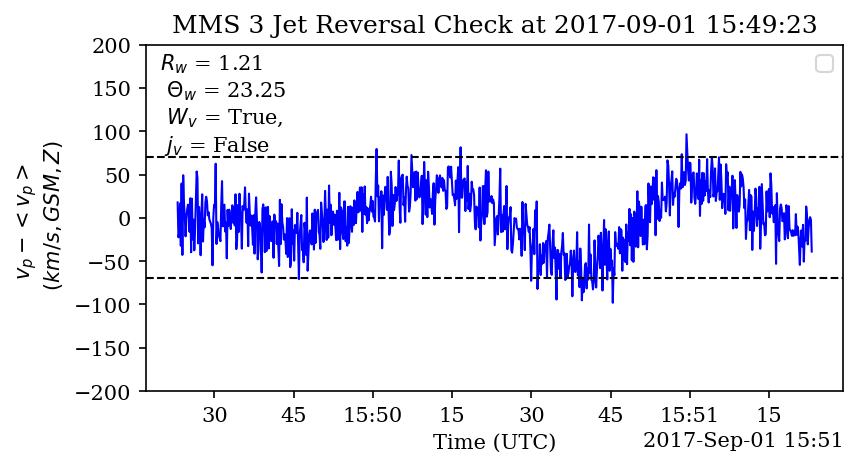 MMS 3 Jet Reversal Check at 2017-09-01 15:49:23
R_w = 1.21
Θ_w = 23.25
W_v = True,
j_v = False
v_p − < v_p >
(km/s, GSM, Z)
200
150
100
50
0
−50
−100
−150
−200
30 45 15:50 15 30 45 15:51 15
Time (UTC)
2017-Sep-01 15:51